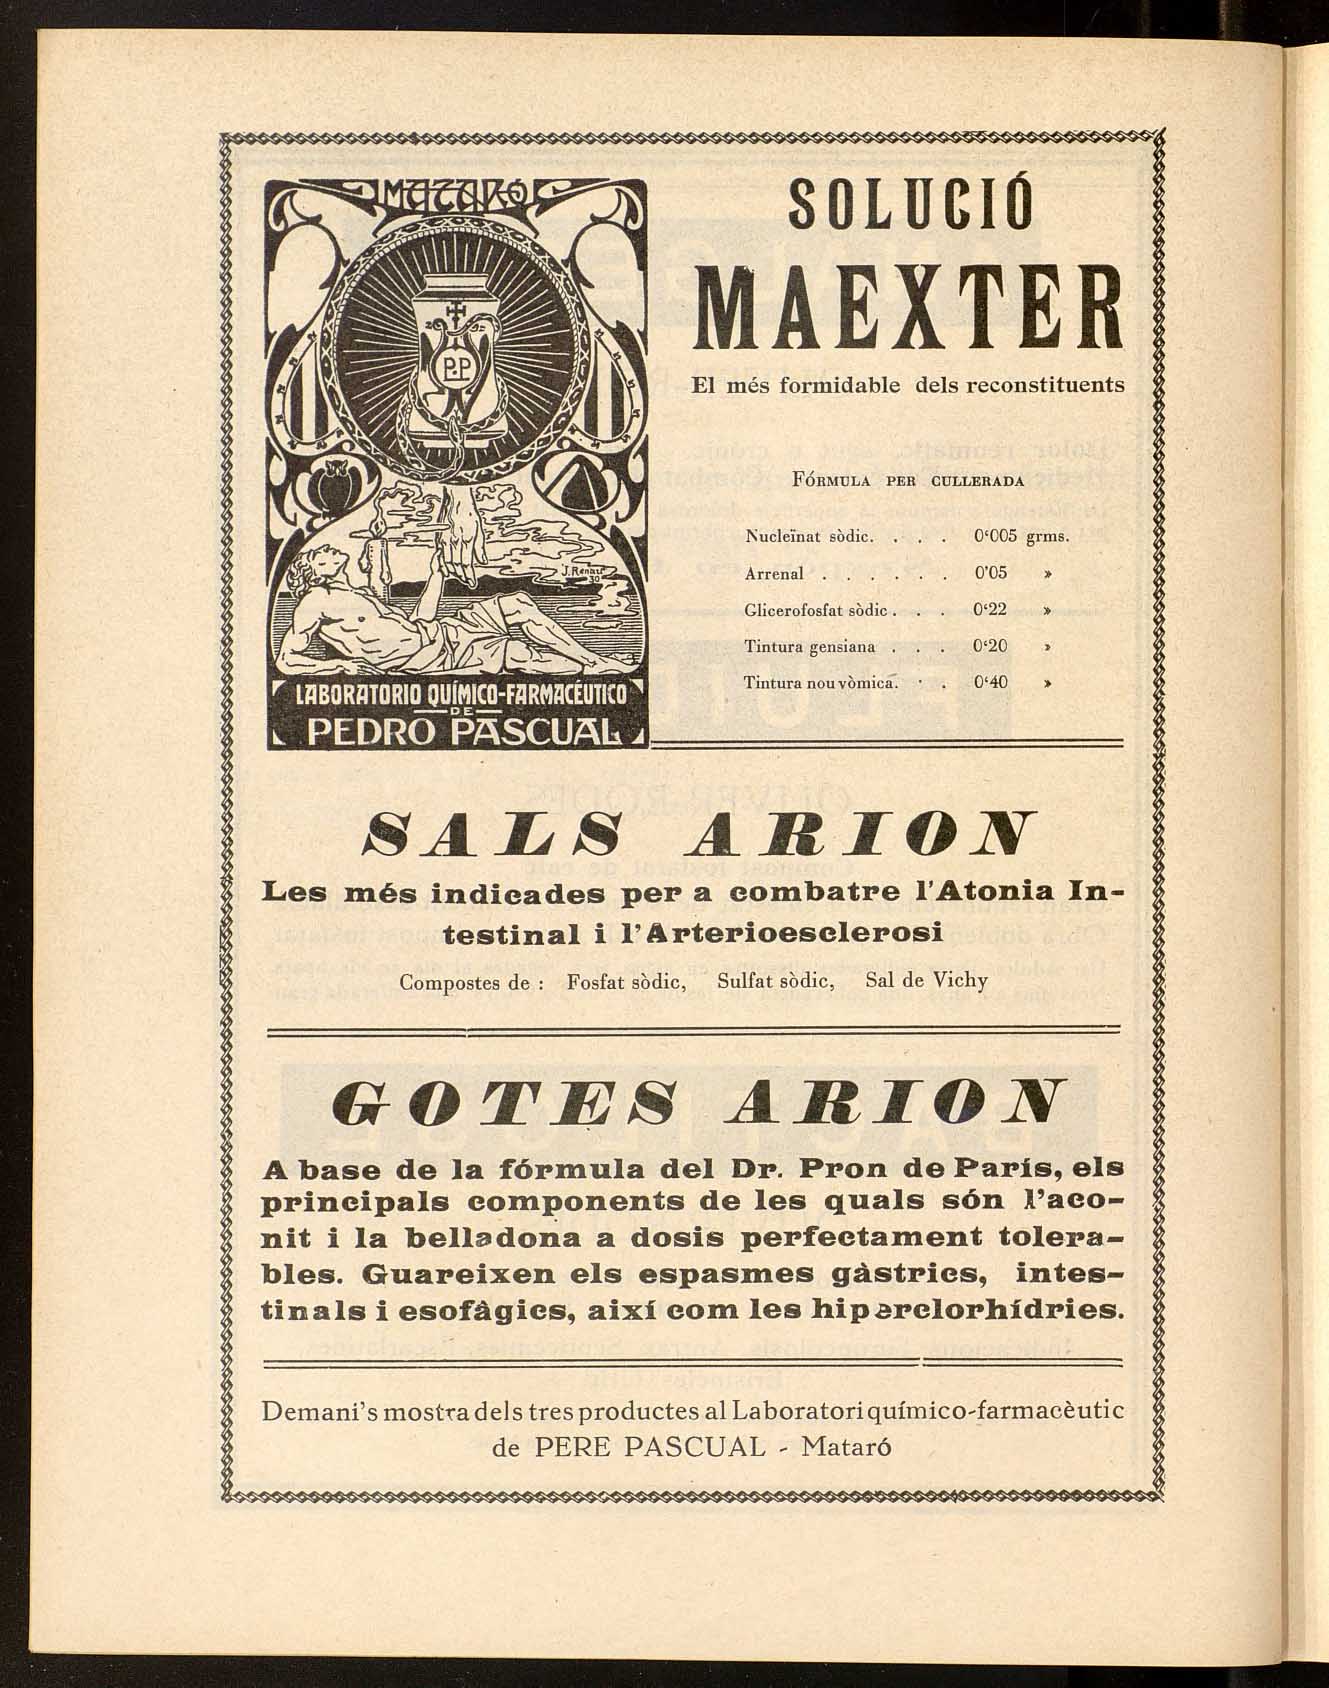 MATARÓ
P.P
J. Renart
30
LABORATORIO QUÍMICO-FARMACÉUTICO
DE
PEDRO PASCUAL
SOLUCIÓ
MAEXTER
El més formidable dels reconstituents
FÓRMULA PER CULLERADA
Nucleïnat sòdic. . . . 0‘005 grms.
Arrenal . . . . . . 0’05 »
Glicerofosfat sòdic . . . 0‘22 »
Tintura gensiana . . . 0‘20 »
Tintura nou vòmica. . . 0‘40 »
SALS ARION
Les més indicades per a combatre l'Atonia In-
testinal i l'Arterioesclerosi
Compostes de : Fosfat sòdic, Sulfat sòdic, Sal de Vichy
GOTES ARION
A base de la fórmula del Dr. Pron de París, els
principals components de les quals són l'aco-
nit i la belladona a dosis perfectament tolera-
bles. Guareixen els espasmes gàstrics, intes-
tinals i esofàgics, així com les hiperclorhídries.
Demani's mostra dels tres productes al Laboratori químico-farmacèutic
de PERE PASCUAL - Mataró